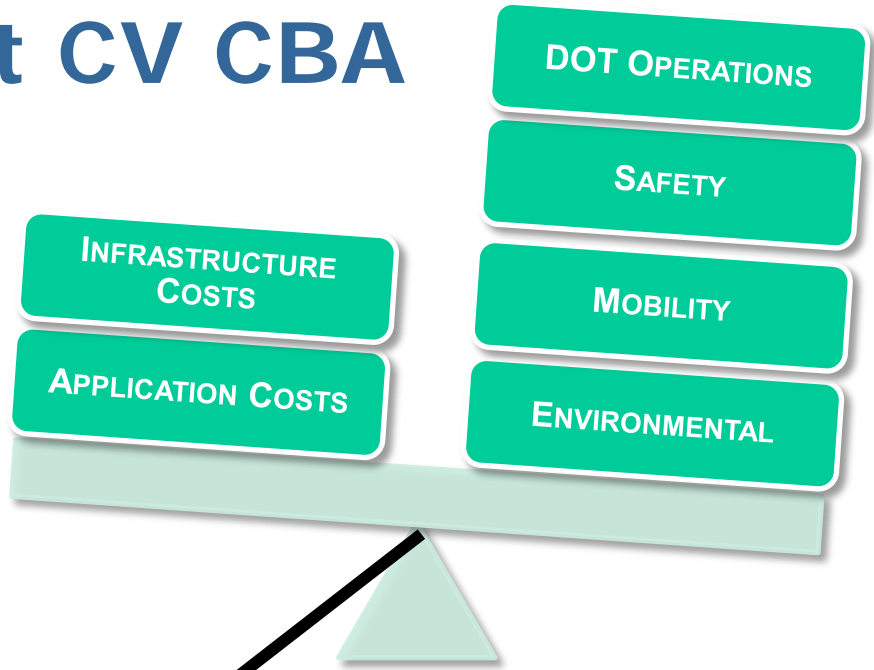 t CV CBA
DOT OPERATIONS
SAFETY
MOBILITY
ENVIRONMENTAL
INFRASTRUCTURE
COSTS
APPLICATION COSTS